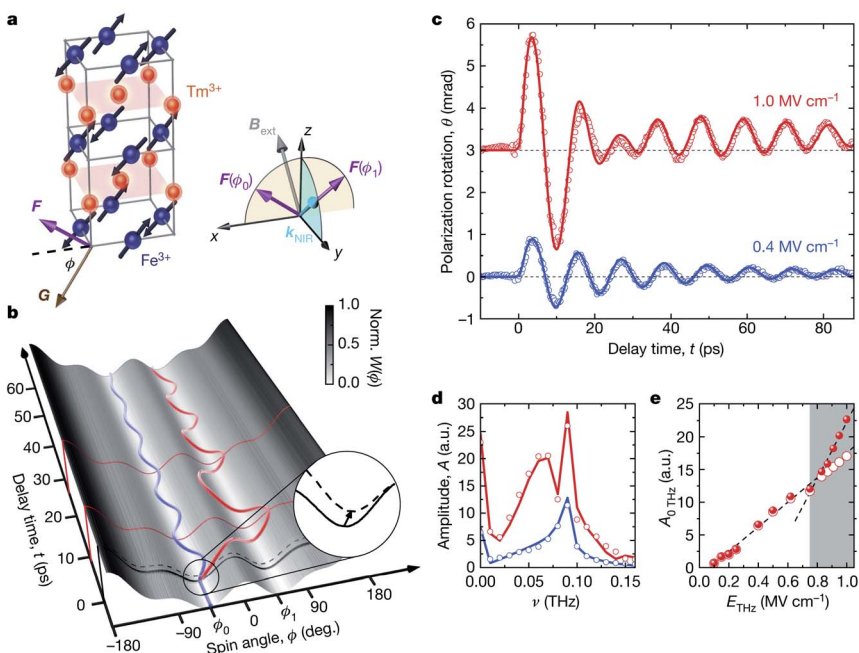 a
Tm³⁺
F
ϕ
Fe³⁺
G
B_ext
z
F(ϕ₀)
F(ϕ₁)
x
k_NIR
y
b
1.0
0.5
0.0
Norm. W(ϕ)
Delay time, t (ps)
60
50
40
30
20
10
0
−180
−90
ϕ₀
0
ϕ₁
90
180
Spin angle, ϕ (deg.)
c
Polarization rotation, θ (mrad)
6
5
4
3
2
1
0
−1
1.0 MV cm⁻¹
0.4 MV cm⁻¹
0
20
40
60
80
Delay time, t (ps)
d
Amplitude, A (a.u.)
30
25
20
15
10
5
0
0.00
0.05
0.10
0.15
ν (THz)
e
A₀ THz (a.u.)
25
20
15
10
5
0
0.0
0.2
0.4
0.6
0.8
1.0
E_THz (MV cm⁻¹)